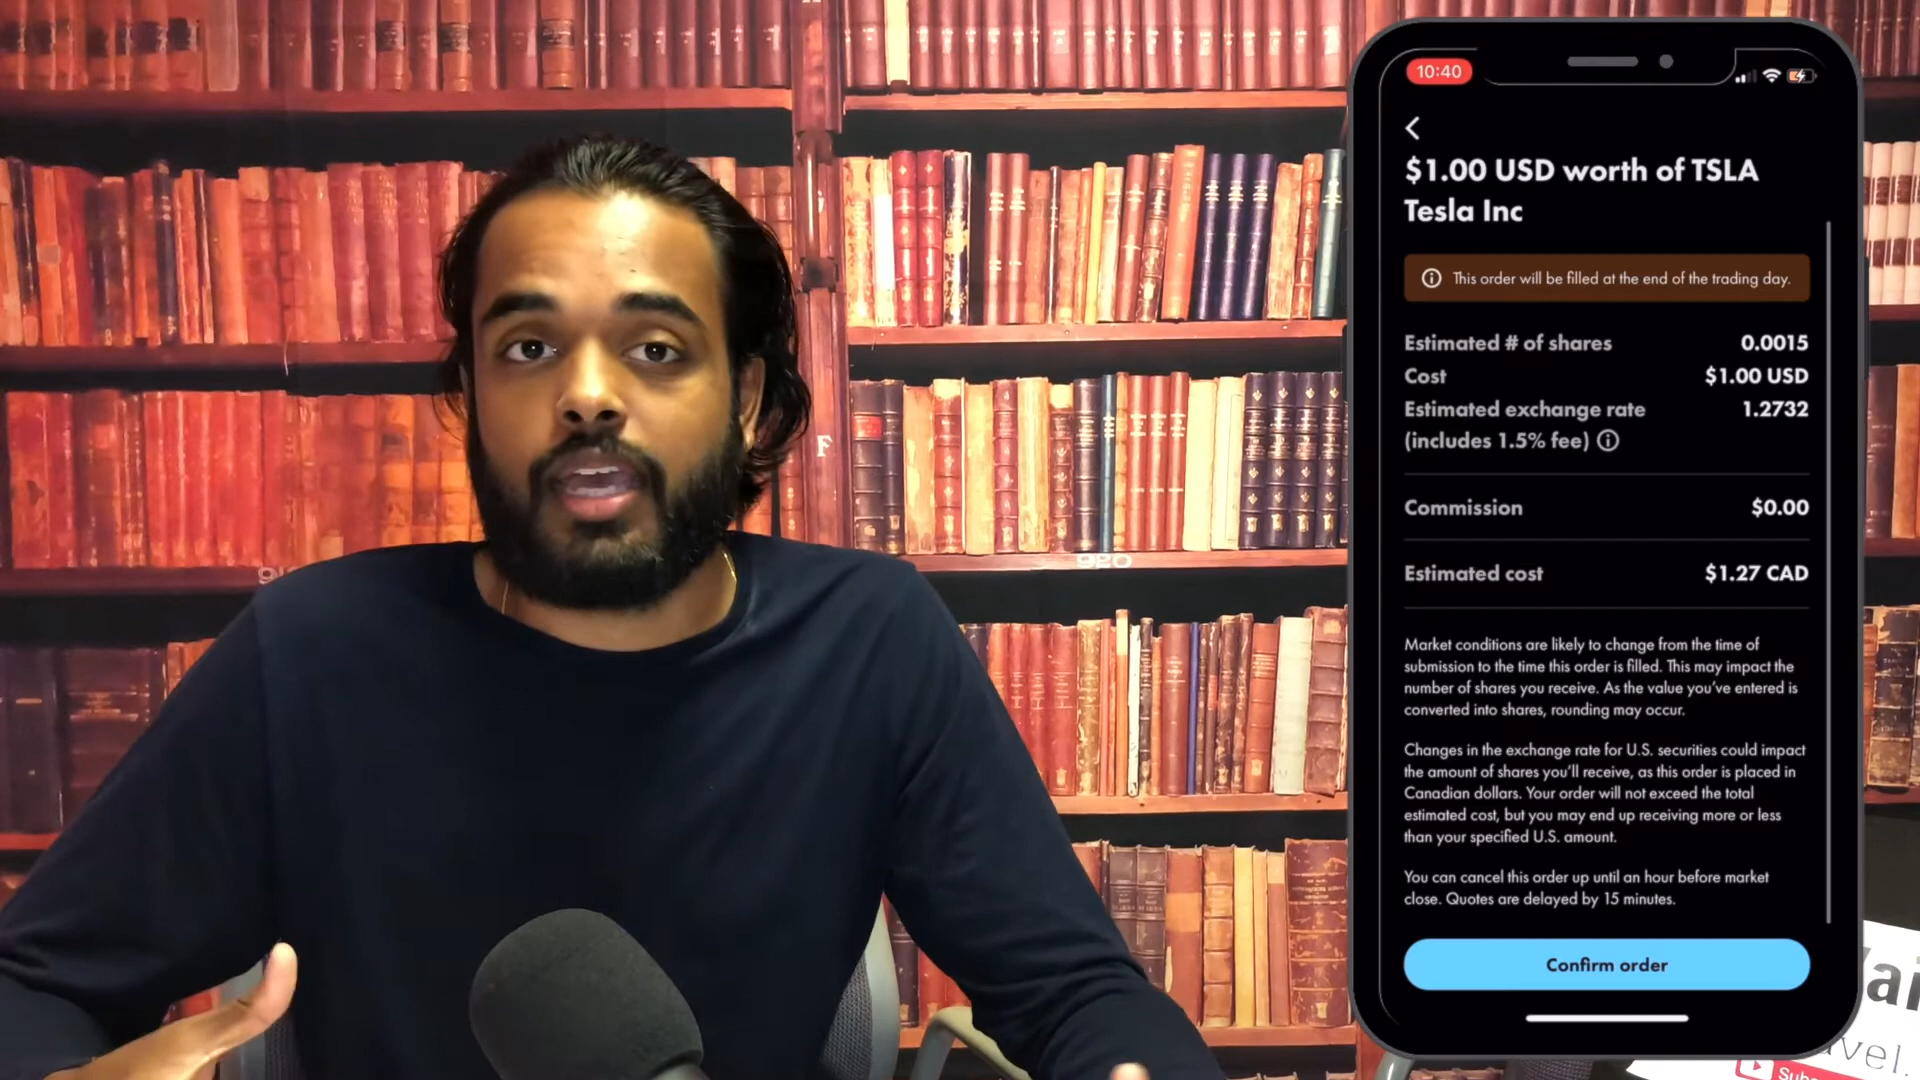 10:40
$1.00 USD worth of TSLA
Tesla Inc
This order will be filled at the end of the trading day.
Estimated # of shares 0.0015
Cost $1.00 USD
Estimated exchange rate 1.2732
(includes 1.5% fee)
Commission $0.00
Estimated cost $1.27 CAD
Market conditions are likely to change from the time of
submission to the time this order is filled. This may impact the
number of shares you receive. As the value you've entered is
converted into shares, rounding may occur.
Changes in the exchange rate for U.S. securities could impact
the amount of shares you'll receive, as this order is placed in
Canadian dollars. Your order will not exceed the total
estimated cost, but you may end up receiving more or less
than your specified U.S. amount.
You can cancel this order up until an hour before market
close. Quotes are delayed by 15 minutes.
Confirm order
F
920